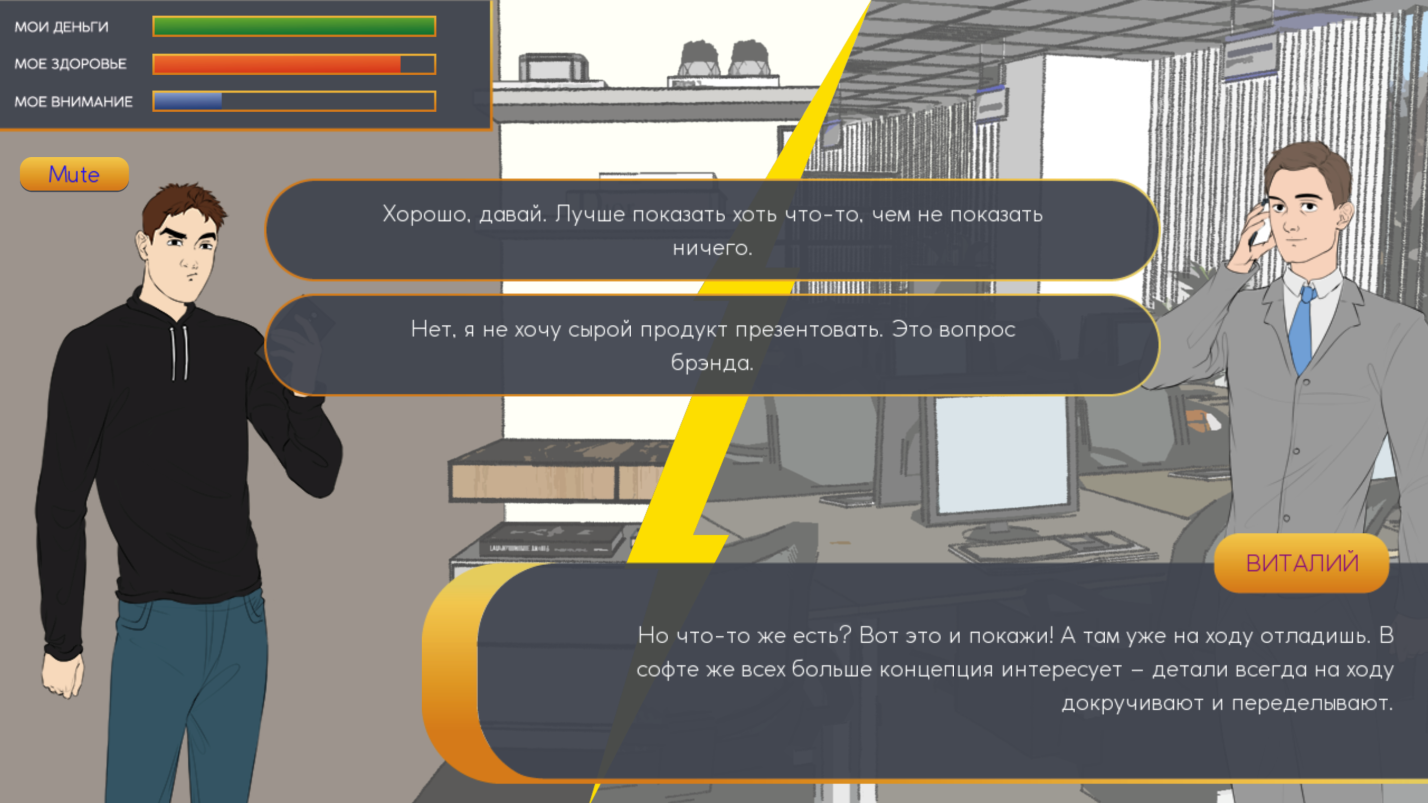 МОИ ДЕНЬГИ
МОЕ ЗДОРОВЬЕ
МОЕ ВНИМАНИЕ
Mute
Хорошо, давай. Лучше показать хоть что-то, чем не показать
ничего.
Нет, я не хочу сырой продукт презентовать. Это вопрос
брэнда.
ВИТАЛИЙ
Но что-то же есть? Вот это и покажи! А там уже на ходу отладишь. В
софте же всех больше концепция интересует – детали всегда на ходу
докручивают и переделывают.